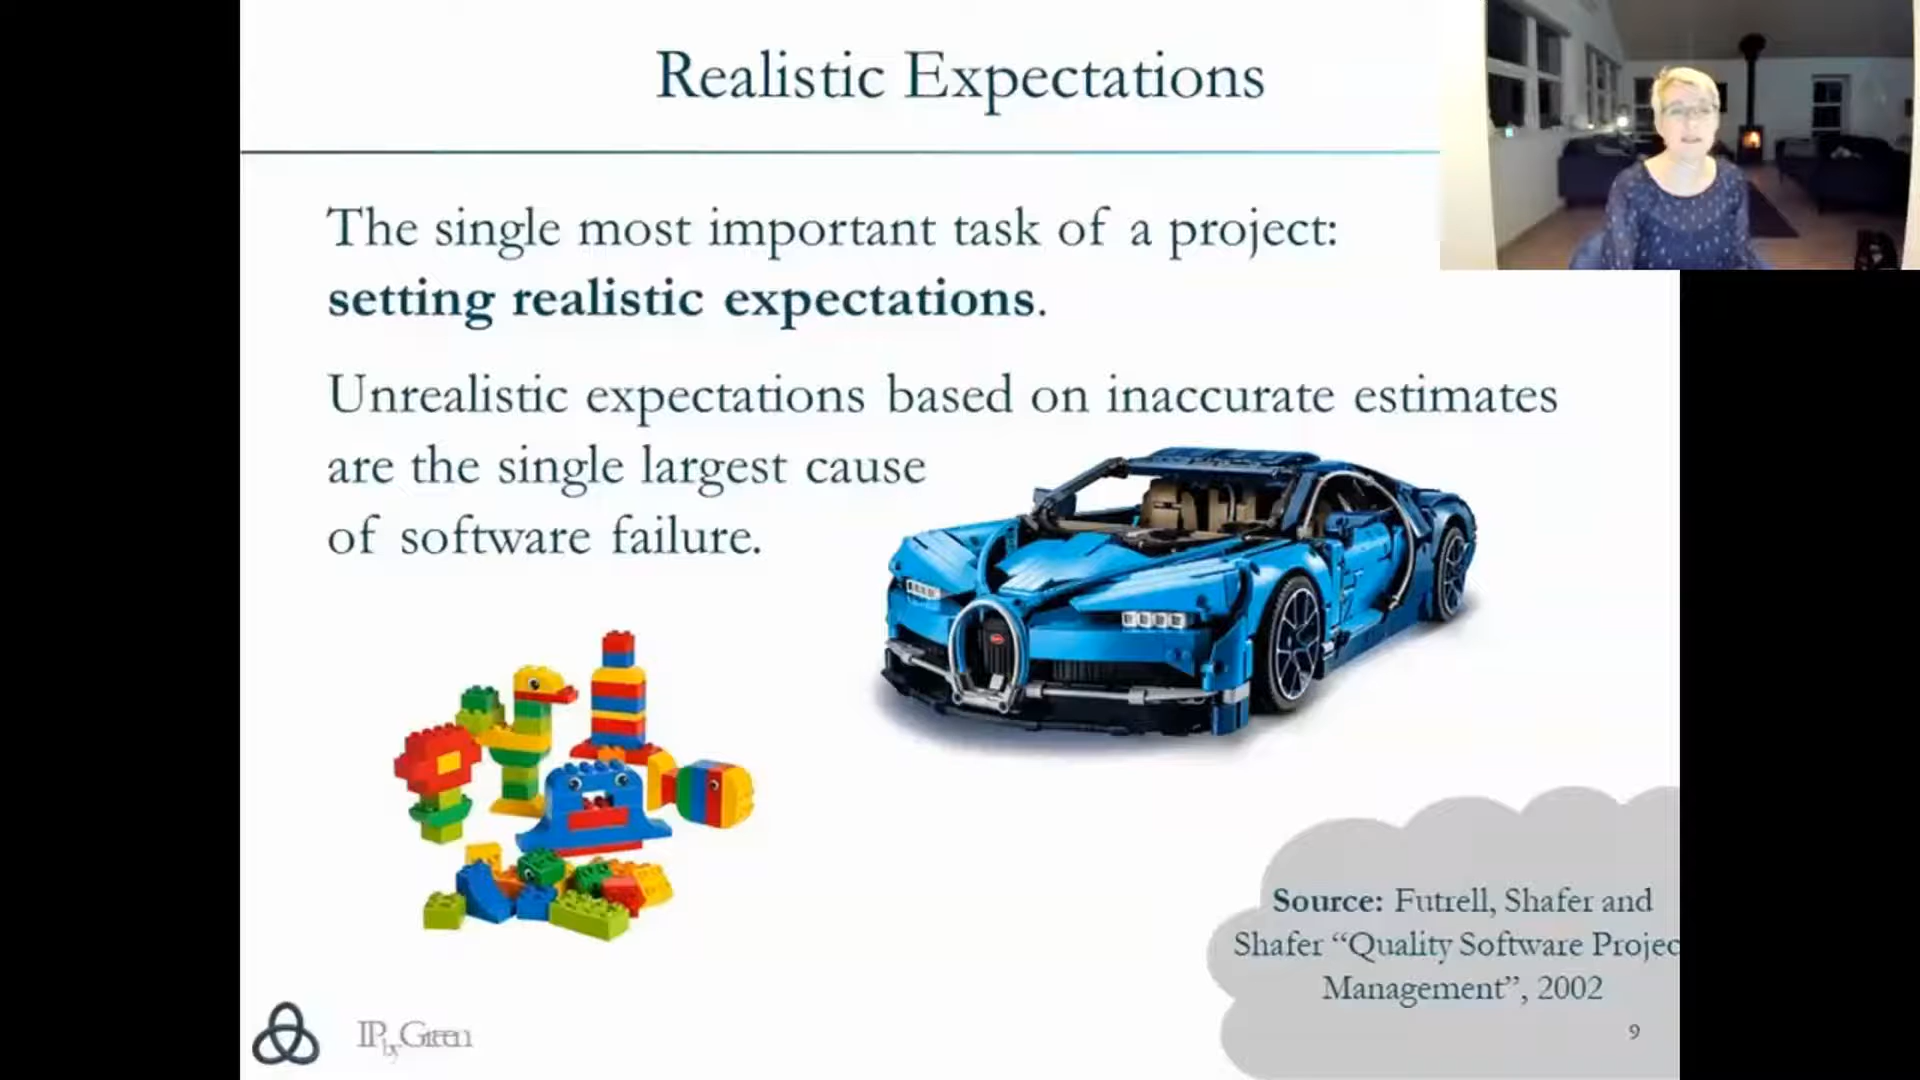 Realistic Expectations
The single most important task of a project:
setting realistic expectations.
Unrealistic expectations based on inaccurate estimates
are the single largest cause
of software failure.
Source: Futrell, Shafer and
Shafer “Quality Software Projec
Management”, 2002
9
IP by Green